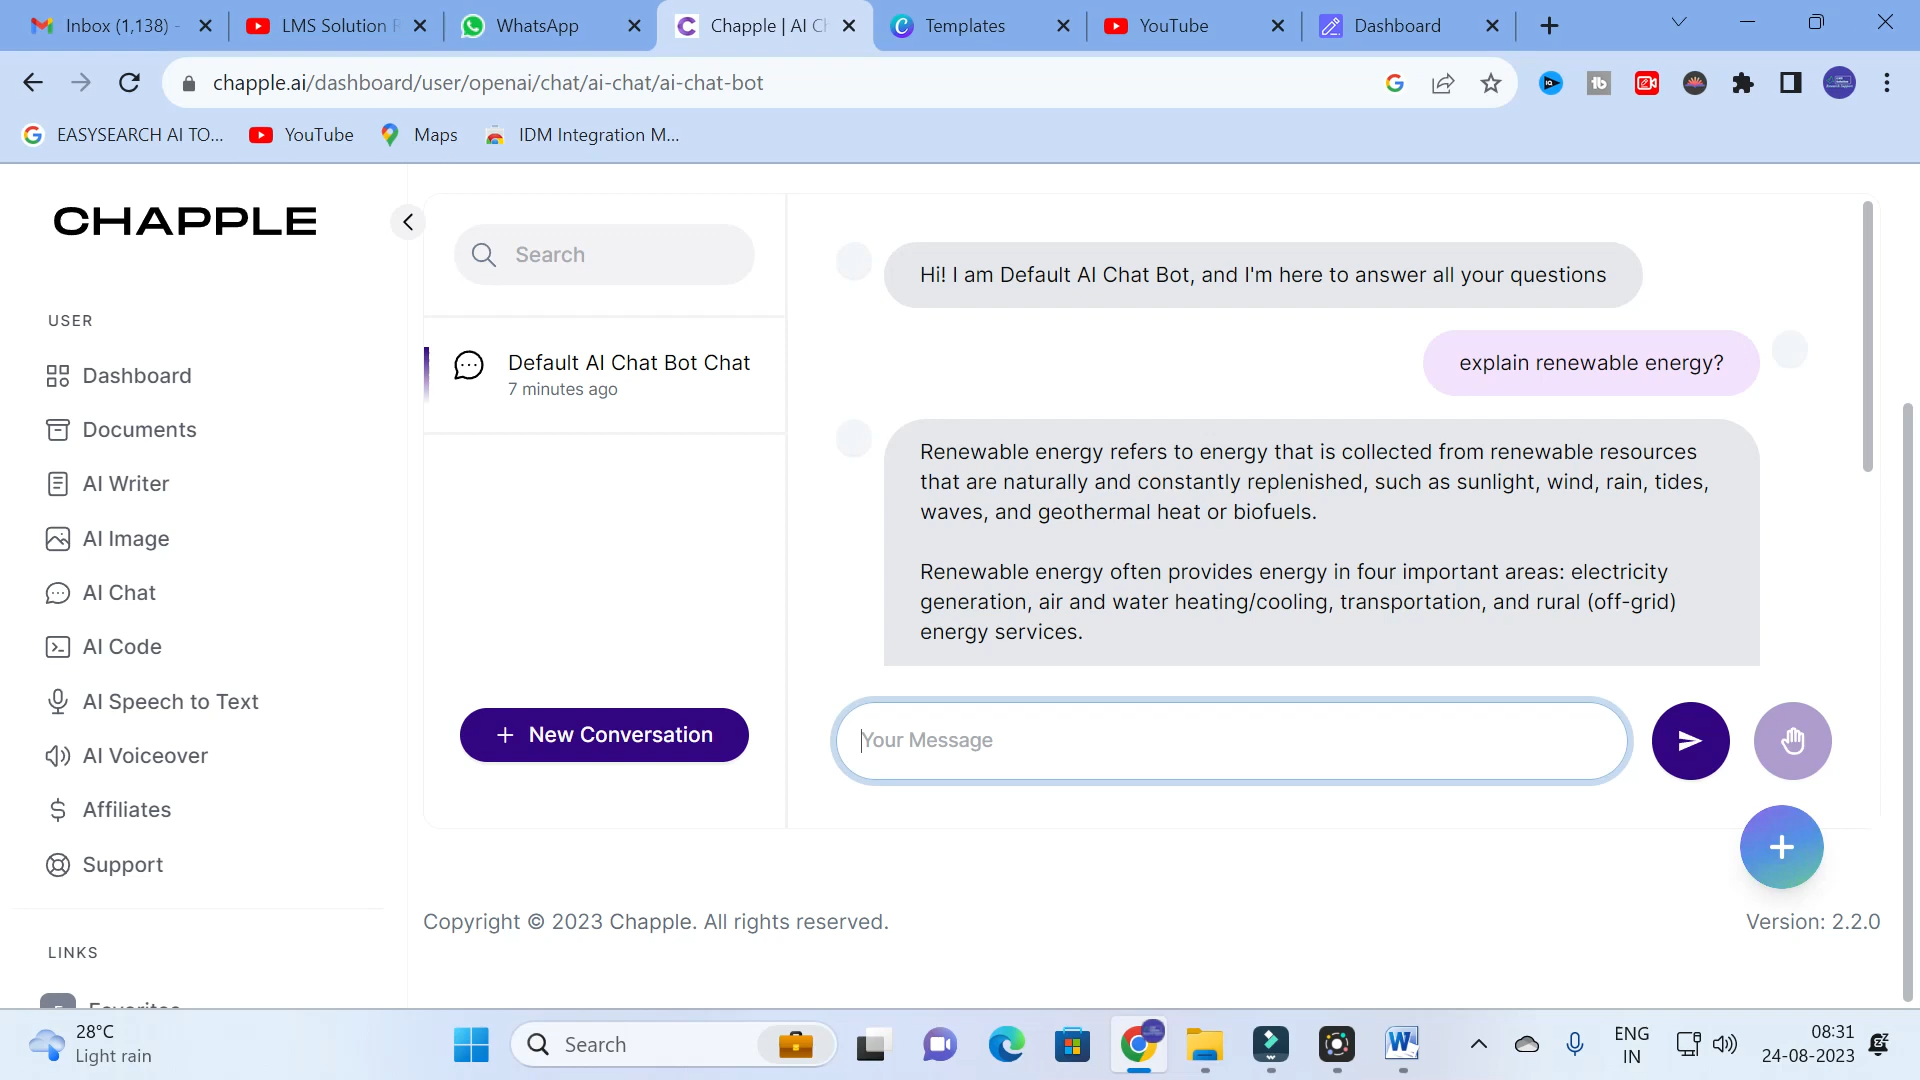 Inbox (1,138) -
LMS Solution R
WhatsApp
Chapple | AI Ch
Templates
YouTube
Dashboard
chapple.ai/dashboard/user/openai/chat/ai-chat/ai-chat-bot
EASYSEARCH AI TO...
YouTube
Maps
IDM Integration M...
CHAPPLE
USER
Dashboard
Documents
AI Writer
AI Image
AI Chat
AI Code
AI Speech to Text
AI Voiceover
Affiliates
Support
LINKS
Favorites
Search
Default AI Chat Bot Chat
7 minutes ago
+ New Conversation
Hi! I am Default AI Chat Bot, and I'm here to answer all your questions
explain renewable energy?
Renewable energy refers to energy that is collected from renewable resources
that are naturally and constantly replenished, such as sunlight, wind, rain, tides,
waves, and geothermal heat or biofuels.
Renewable energy often provides energy in four important areas: electricity
generation, air and water heating/cooling, transportation, and rural (off-grid)
energy services.
Your Message
Copyright © 2023 Chapple. All rights reserved.
Version: 2.2.0
28°C
Light rain
Search
ENG
IN
08:31
24-08-2023